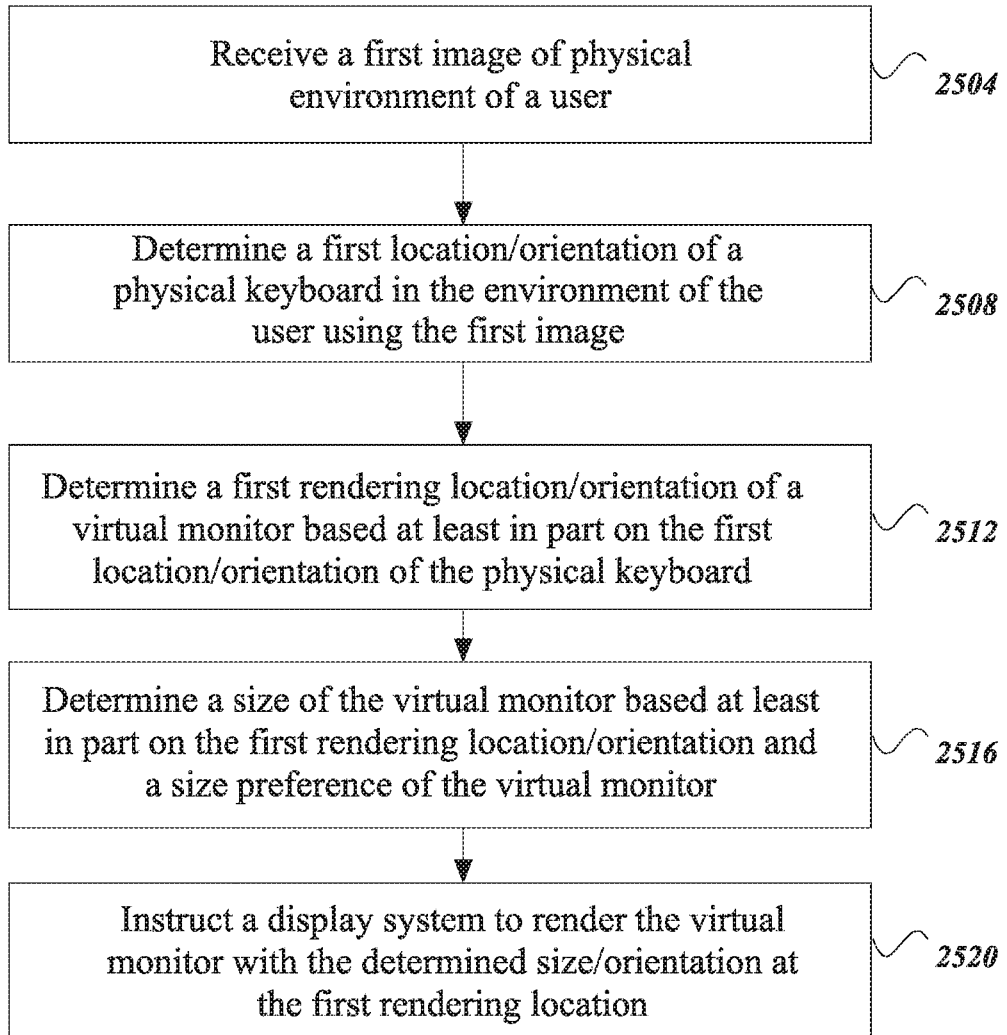 Receive a first image of physical
environment of a user
2504
Determine a first location/orientation of a
physical keyboard in the environment of the
user using the first image
2508
Determine a first rendering location/orientation of a
virtual monitor based at least in part on the first
location/orientation of the physical keyboard
2512
Determine a size of the virtual monitor based at least
in part on the first rendering location/orientation and
a size preference of the virtual monitor
2516
Instruct a display system to render the virtual
monitor with the determined size/orientation at
the first rendering location
2520